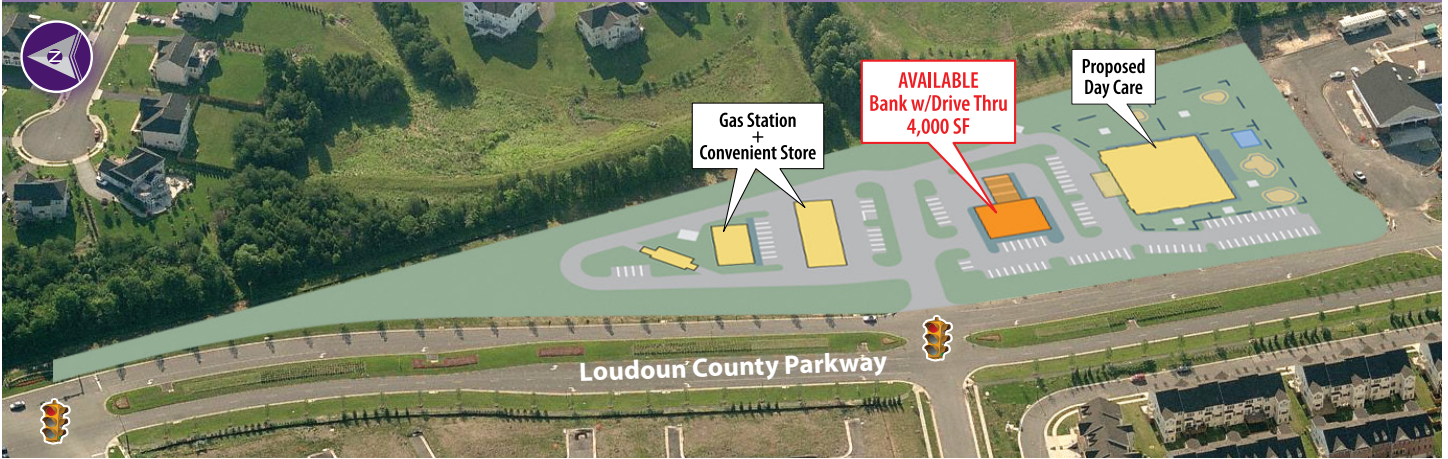 N
Gas Station
+
Convenient Store
AVAILABLE
Bank w/Drive Thru
4,000 SF
Proposed
Day Care
Loudoun County Parkway